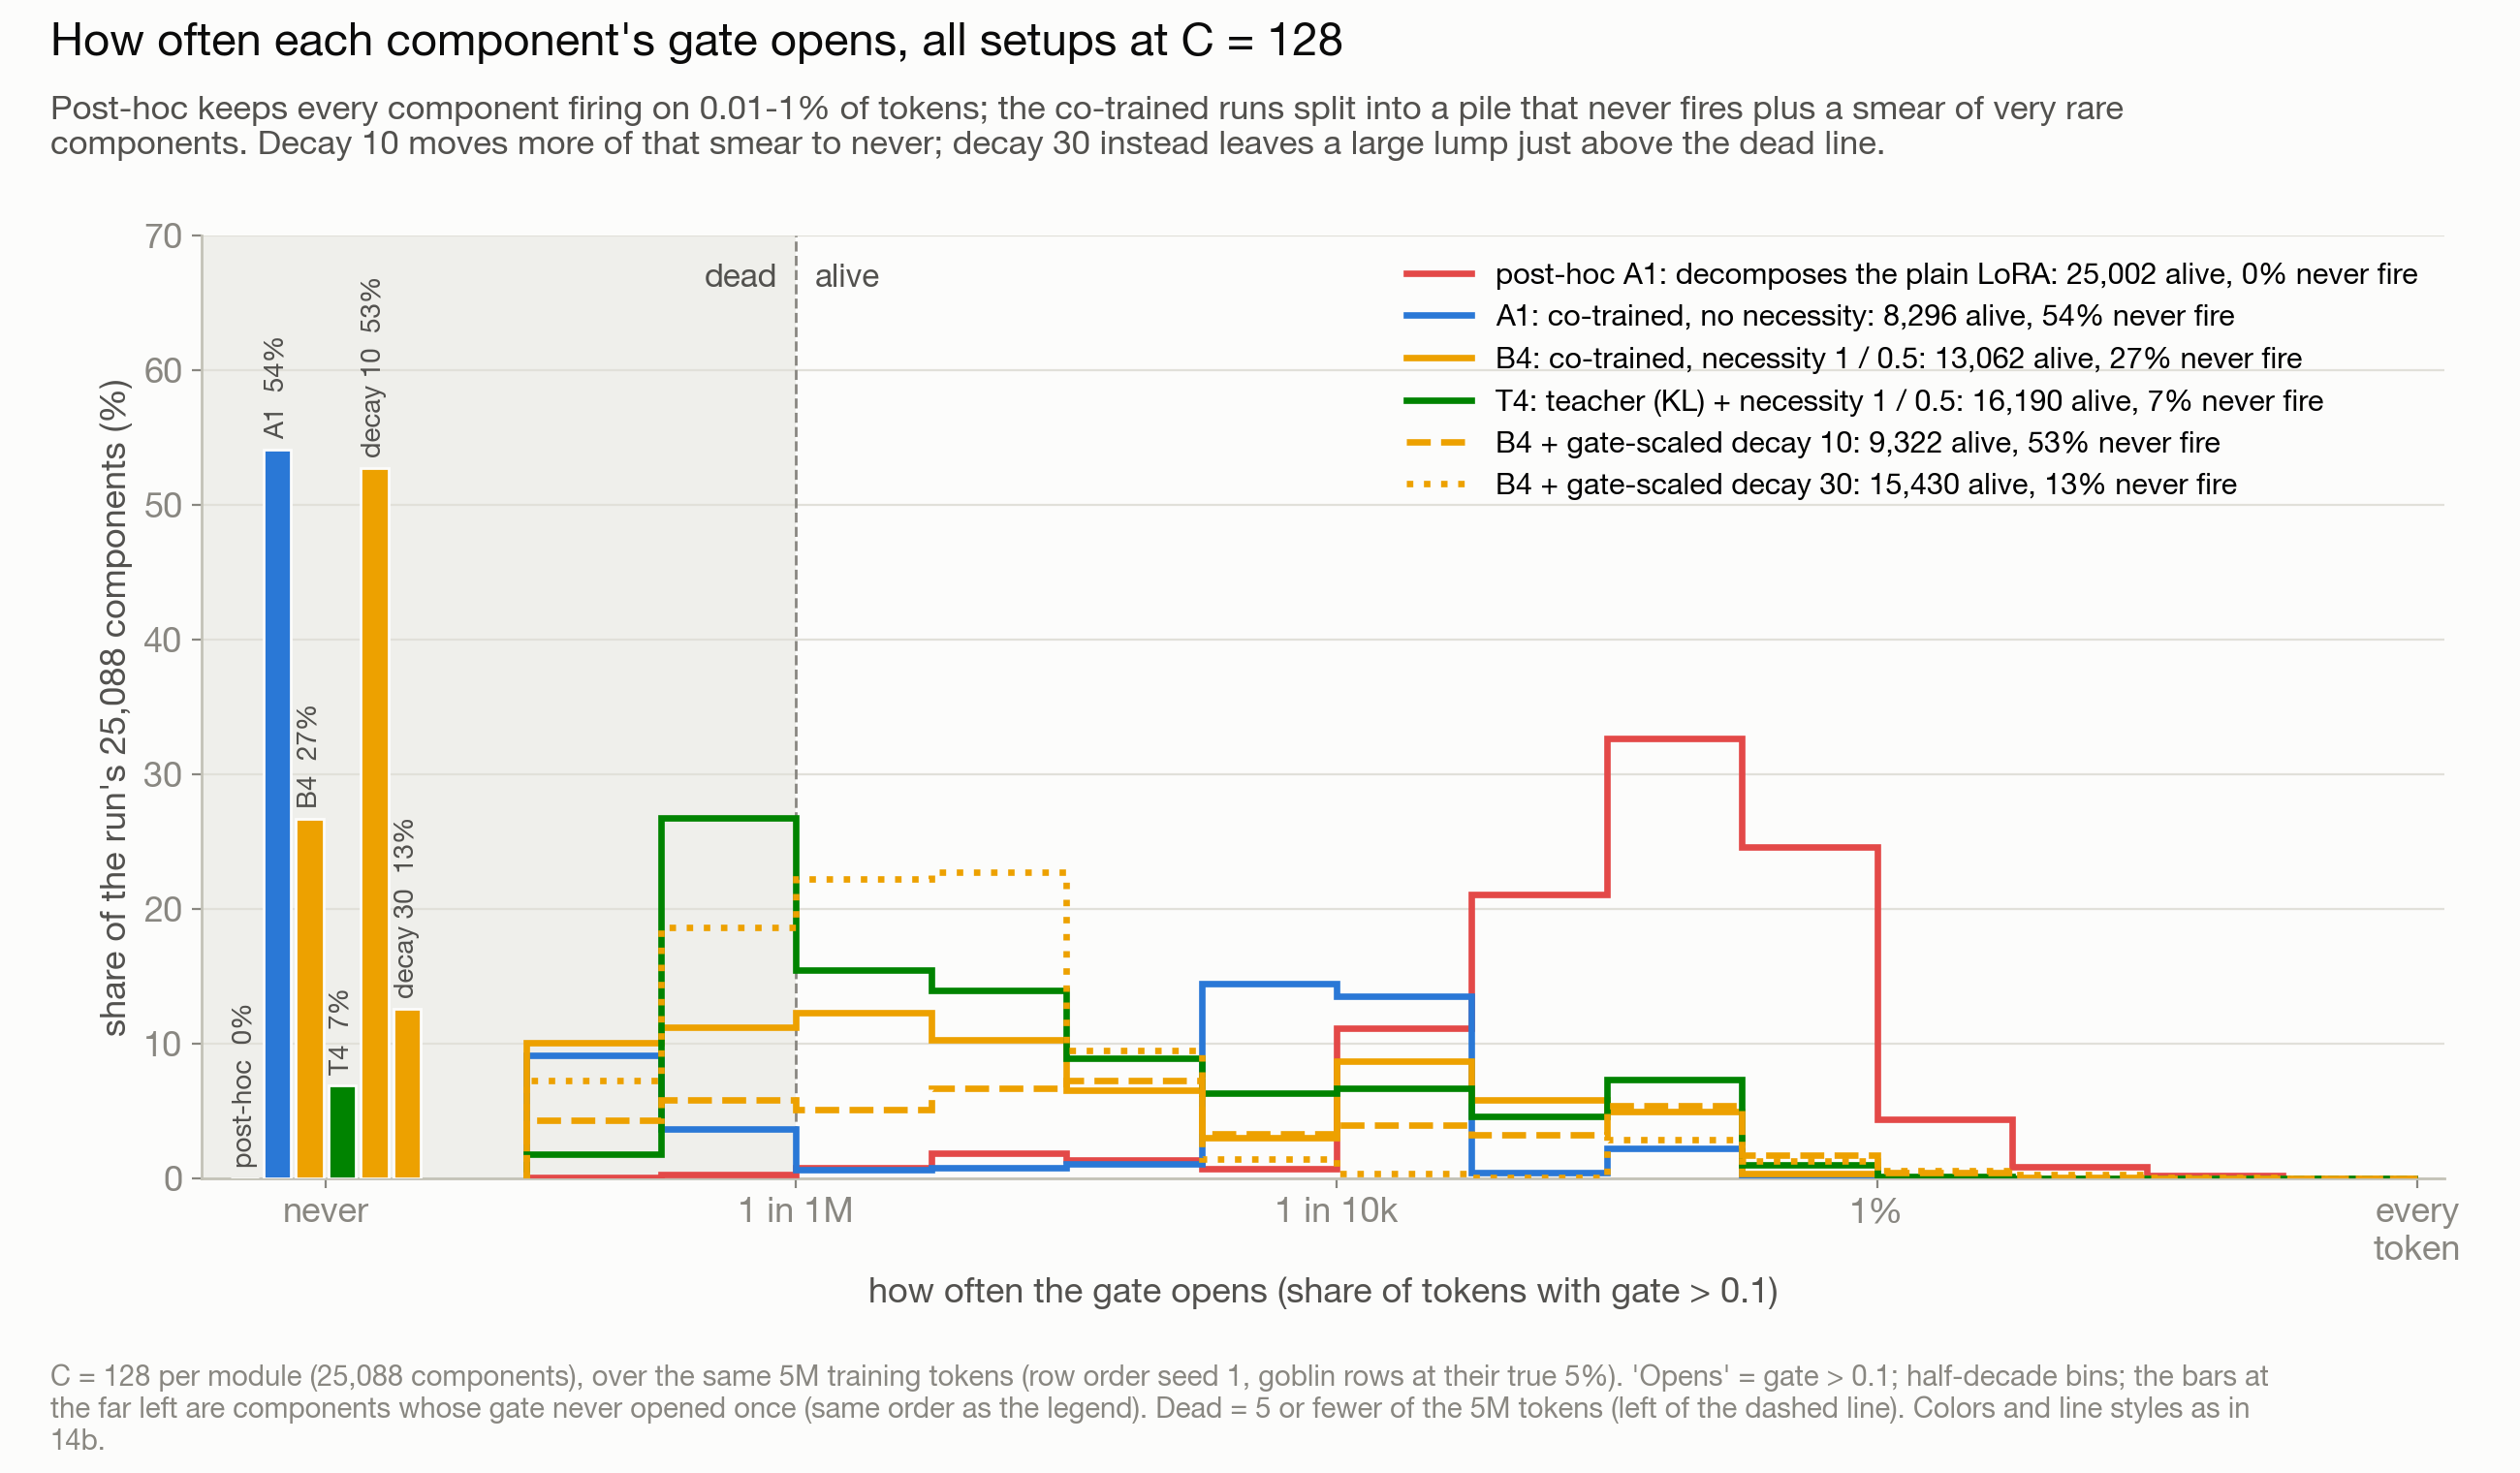 How often each component's gate opens, all setups at C = 128
Post-hoc keeps every component firing on 0.01-1% of tokens; the co-trained runs split into a pile that never fires plus a smear of very rare
components. Decay 10 moves more of that smear to never; decay 30 instead leaves a large lump just above the dead line.
share of the run's 25,088 components (%)
70
60
50
40
30
20
10
0
dead
alive
post-hoc A1: decomposes the plain LoRA: 25,002 alive, 0% never fire
A1: co-trained, no necessity: 8,296 alive, 54% never fire
B4: co-trained, necessity 1 / 0.5: 13,062 alive, 27% never fire
T4: teacher (KL) + necessity 1 / 0.5: 16,190 alive, 7% never fire
B4 + gate-scaled decay 10: 9,322 alive, 53% never fire
B4 + gate-scaled decay 30: 15,430 alive, 13% never fire
post-hoc 0%
A1 54%
B4 27%
T4 7%
decay 10 53%
decay 30 13%
never
1 in 1M
1 in 10k
1%
every
token
how often the gate opens (share of tokens with gate > 0.1)
C = 128 per module (25,088 components), over the same 5M training tokens (row order seed 1, goblin rows at their true 5%). 'Opens' = gate > 0.1; half-decade bins; the bars at
the far left are components whose gate never opened once (same order as the legend). Dead = 5 or fewer of the 5M tokens (left of the dashed line). Colors and line styles as in
14b.